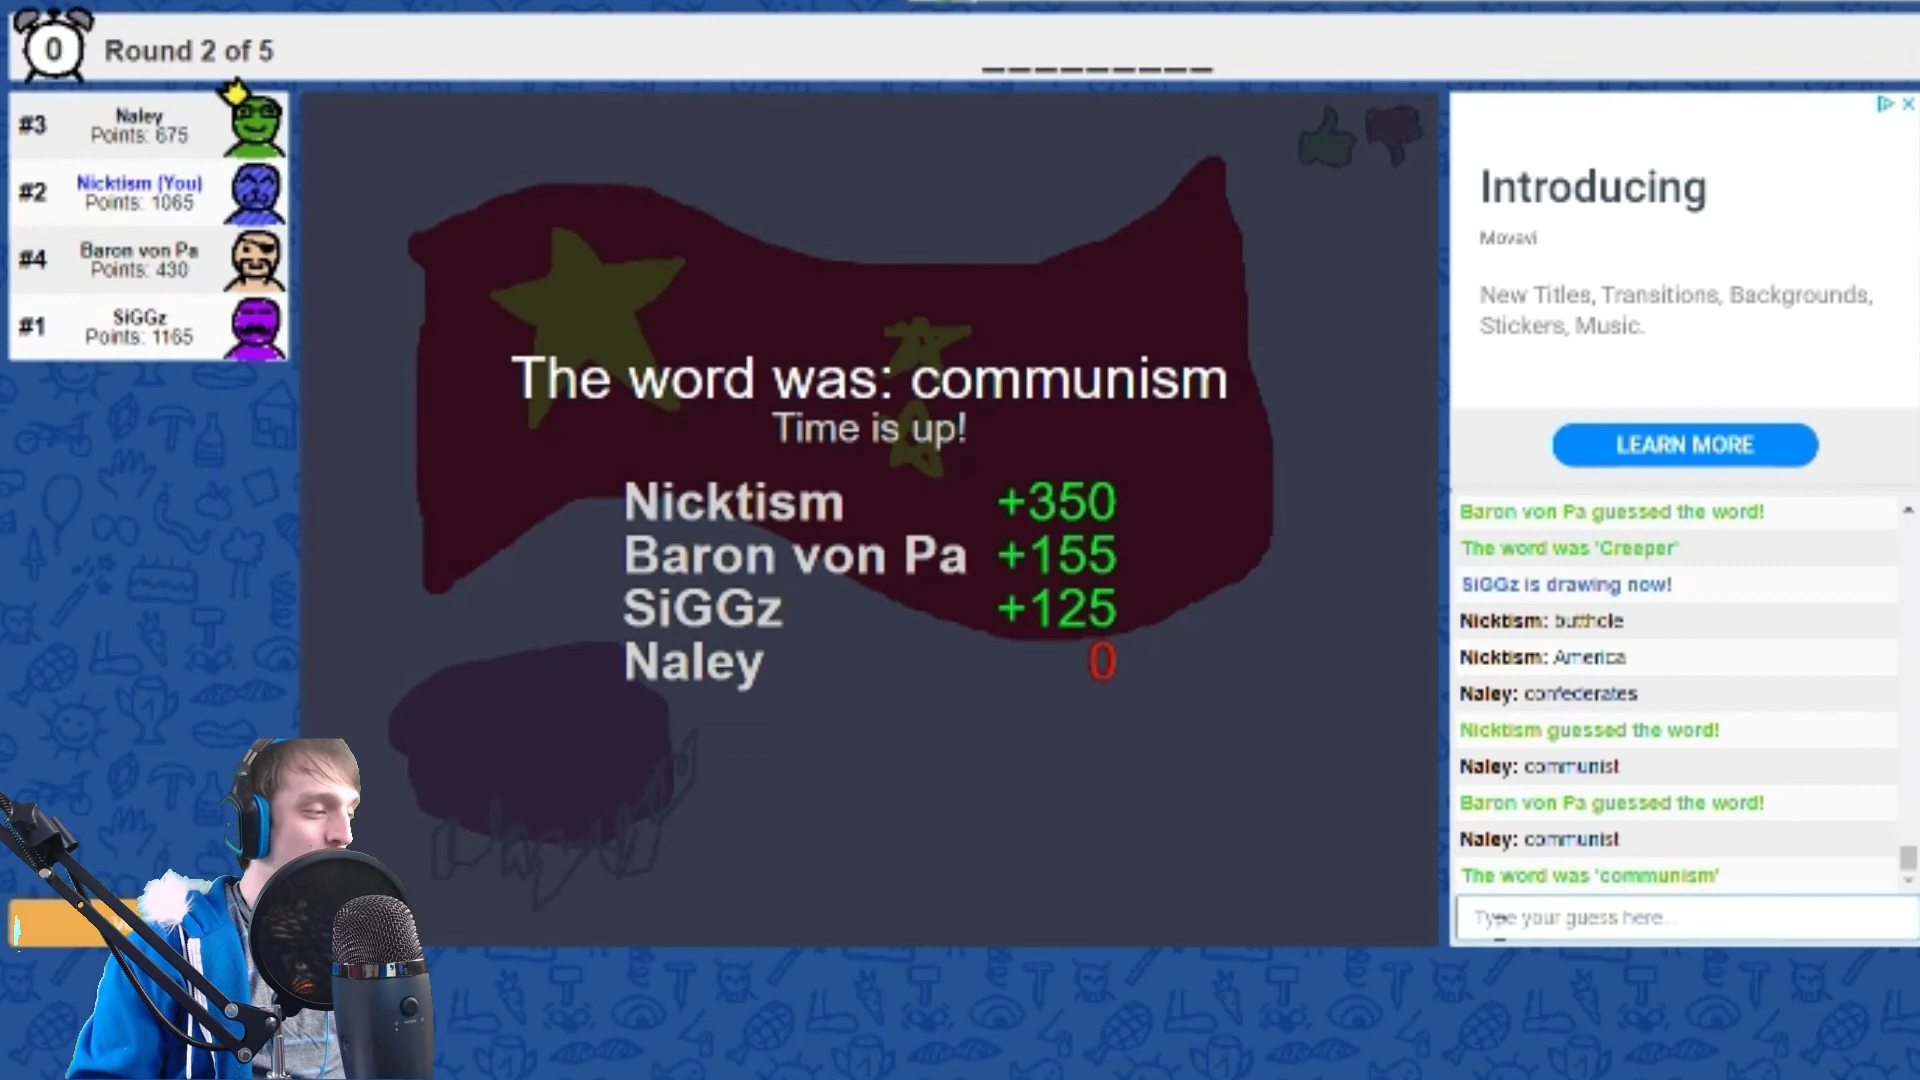 0
Round 2 of 5
_________
#3
Naley
Points: 675
#2
Nicktism (You)
Points: 1065
#4
Baron von Pa
Points: 430
#1
SiGGz
Points: 1165
The word was: communism
Time is up!
Nicktism +350
Baron von Pa +155
SiGGz +125
Naley 0
Introducing
Movavi
New Titles, Transitions, Backgrounds,
Stickers, Music.
LEARN MORE
Baron von Pa guessed the word!
The word was 'Creeper'
SiGGz is drawing now!
Nicktism: butthole
Nicktism: America
Naley: confederates
Nicktism guessed the word!
Naley: communist
Baron von Pa guessed the word!
Naley: communist
The word was 'communism'
Type your guess here...